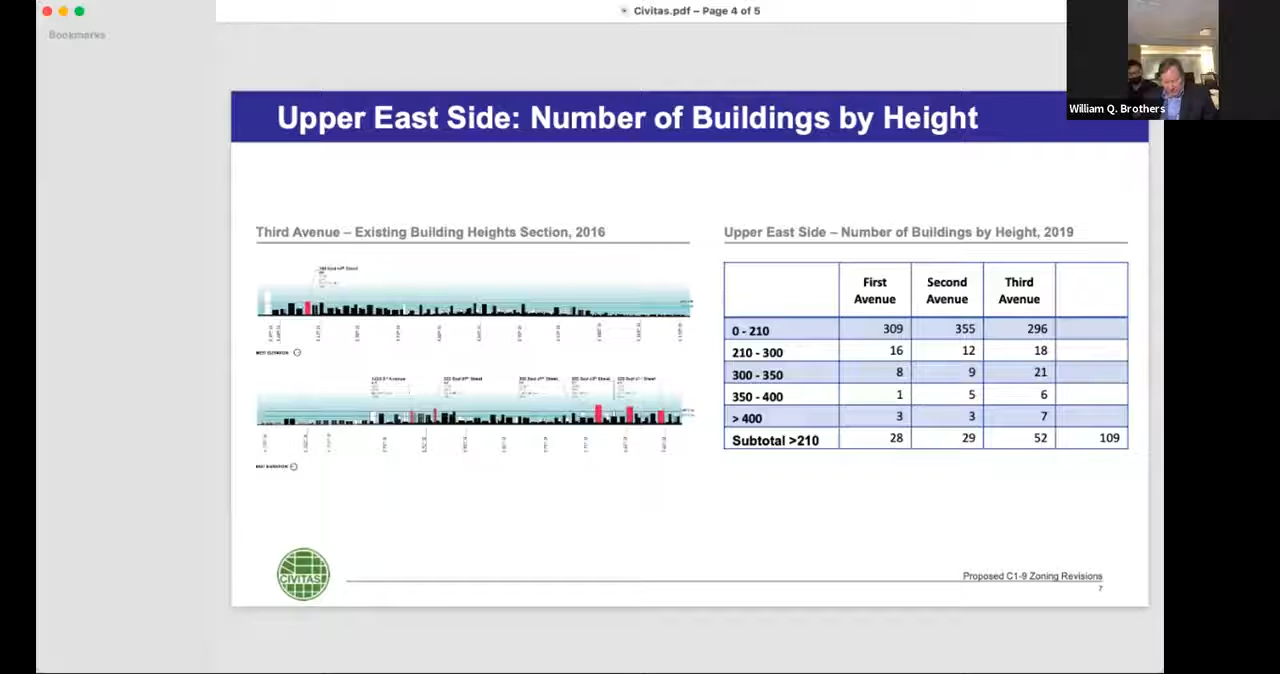 Civitas.pdf – Page 4 of 5
Bookmarks
William Q. Brothers
Upper East Side: Number of Buildings by Height
Third Avenue – Existing Building Heights Section, 2016
Upper East Side – Number of Buildings by Height, 2019
First Avenue
Second Avenue
Third Avenue
0 - 210 309 355 296
210 - 300 16 12 18
300 - 350 8 9 21
350 - 400 1 5 6
> 400 3 3 7
Subtotal >210 28 29 52 109
CIVITAS
Proposed C1-9 Zoning Revisions
7